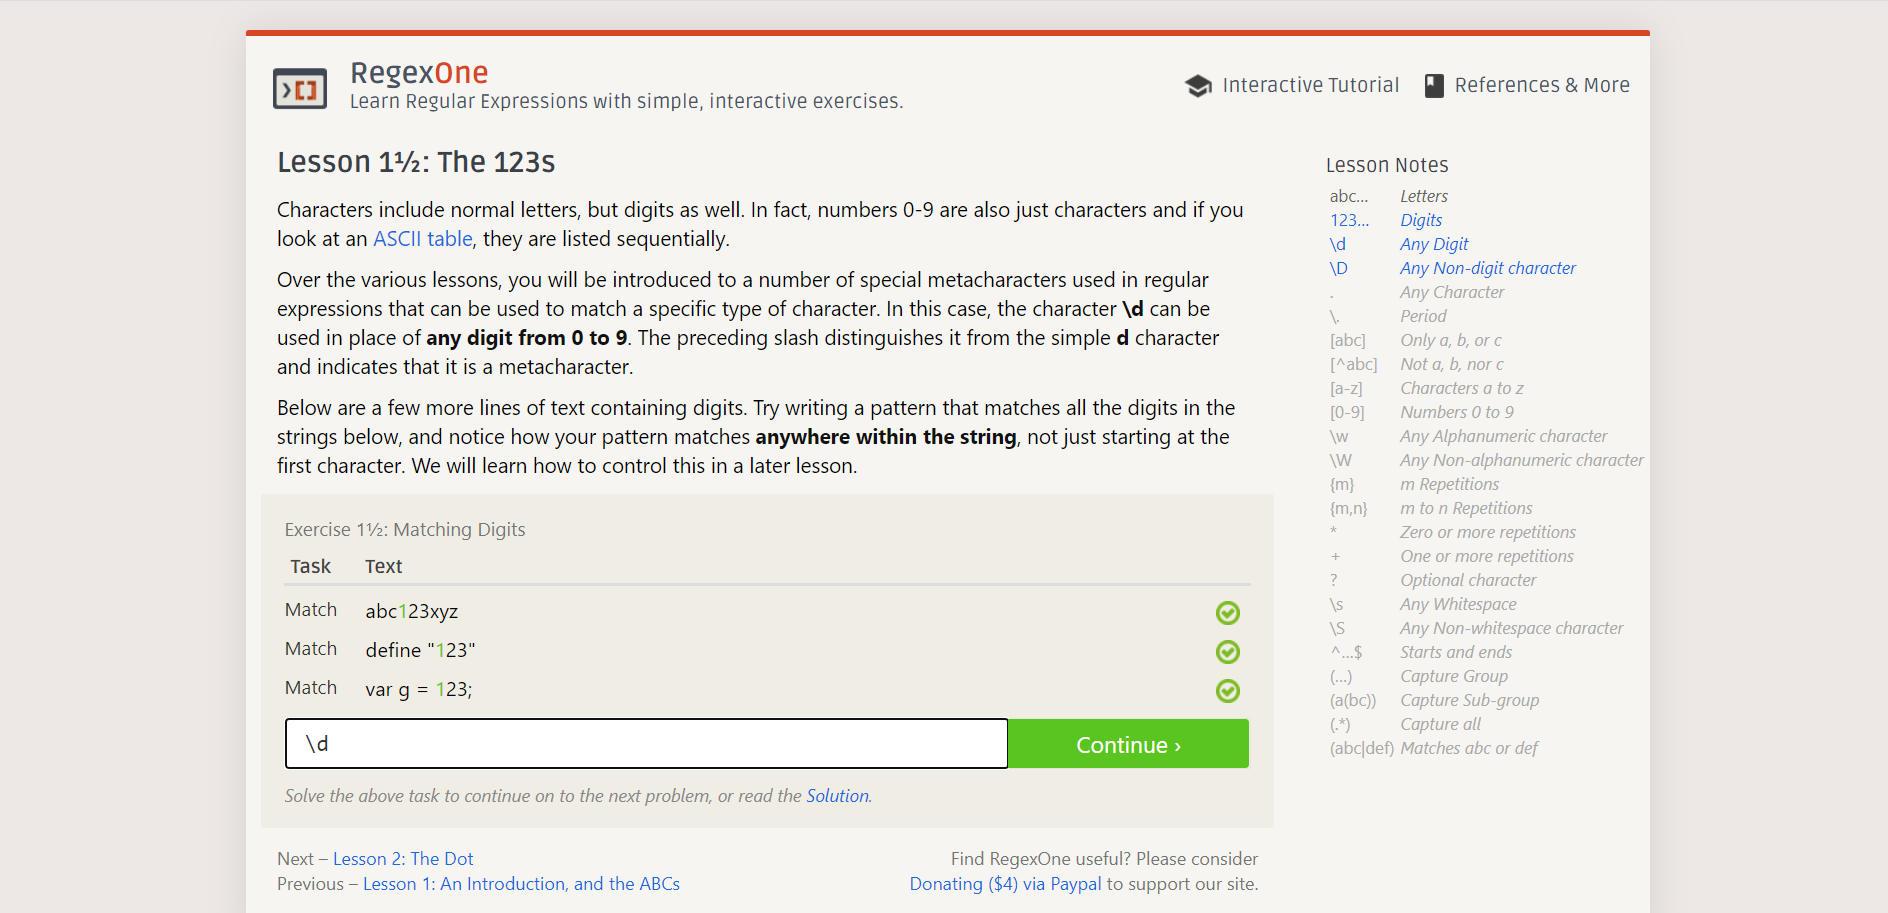 RegexOne
Learn Regular Expressions with simple, interactive exercises.
Interactive Tutorial
References & More
Lesson 1½: The 123s
Characters include normal letters, but digits as well. In fact, numbers 0-9 are also just characters and if you
look at an ASCII table, they are listed sequentially.
Over the various lessons, you will be introduced to a number of special metacharacters used in regular
expressions that can be used to match a specific type of character. In this case, the character \d can be
used in place of any digit from 0 to 9. The preceding slash distinguishes it from the simple d character
and indicates that it is a metacharacter.
Below are a few more lines of text containing digits. Try writing a pattern that matches all the digits in the
strings below, and notice how your pattern matches anywhere within the string, not just starting at the
first character. We will learn how to control this in a later lesson.
Exercise 1½: Matching Digits
Task Text
Match abc123xyz
Match define "123"
Match var g = 123;
\d
Continue ›
Solve the above task to continue on to the next problem, or read the Solution.
Next – Lesson 2: The Dot
Previous – Lesson 1: An Introduction, and the ABCs
Find RegexOne useful? Please consider
Donating ($4) via Paypal to support our site.
Lesson Notes
abc… Letters
123… Digits
\d Any Digit
\D Any Non-digit character
. Any Character
\. Period
[abc] Only a, b, or c
[^abc] Not a, b, nor c
[a-z] Characters a to z
[0-9] Numbers 0 to 9
\w Any Alphanumeric character
\W Any Non-alphanumeric character
{m} m Repetitions
{m,n} m to n Repetitions
* Zero or more repetitions
+ One or more repetitions
? Optional character
\s Any Whitespace
\S Any Non-whitespace character
^…$ Starts and ends
(…) Capture Group
(a(bc)) Capture Sub-group
(.*) Capture all
(abc|def) Matches abc or def